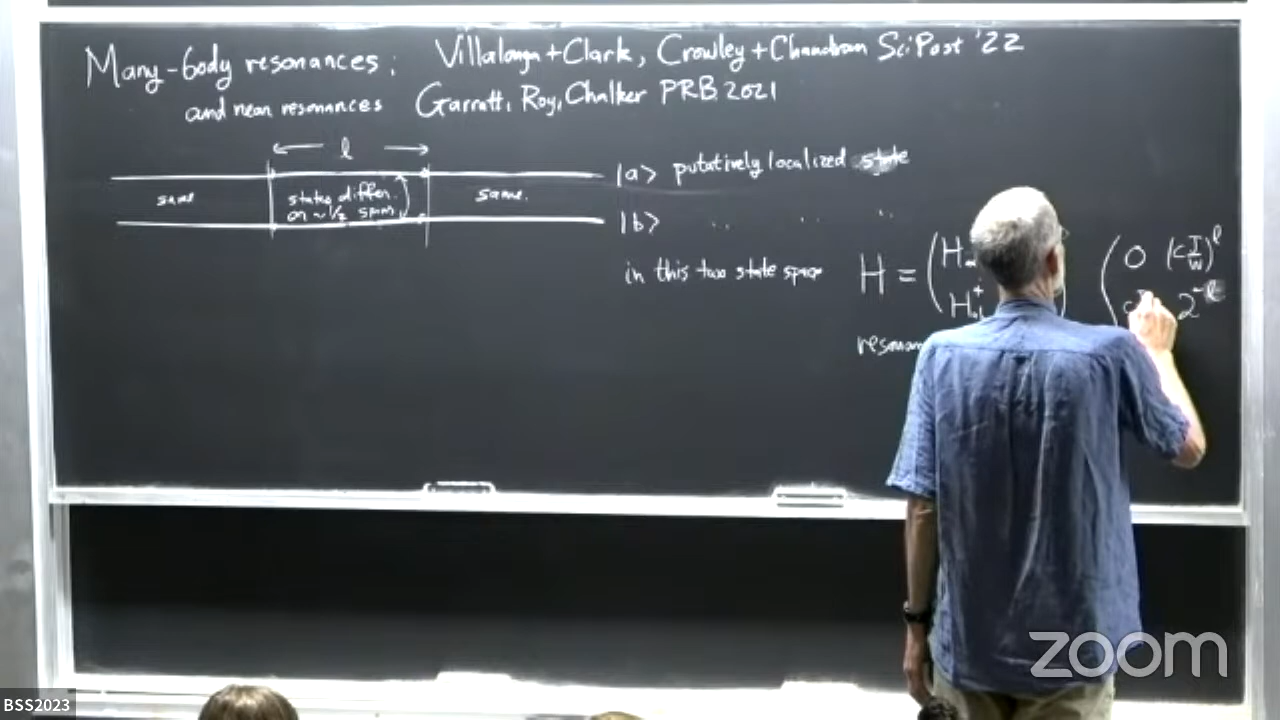 Many-body resonances: Villalonga + Clark, Crowley + Chandran SciPost '22
and near resonances Garratt, Roy, Chalker PRB 2021
← l →
same states differ same.
on ~ 1/2 spins
|a> putatively localized state
|b> " " "
in this two state space H = ( H
H
0 (c J/W)^l
2^-l
resonan
zoom
BSS2023